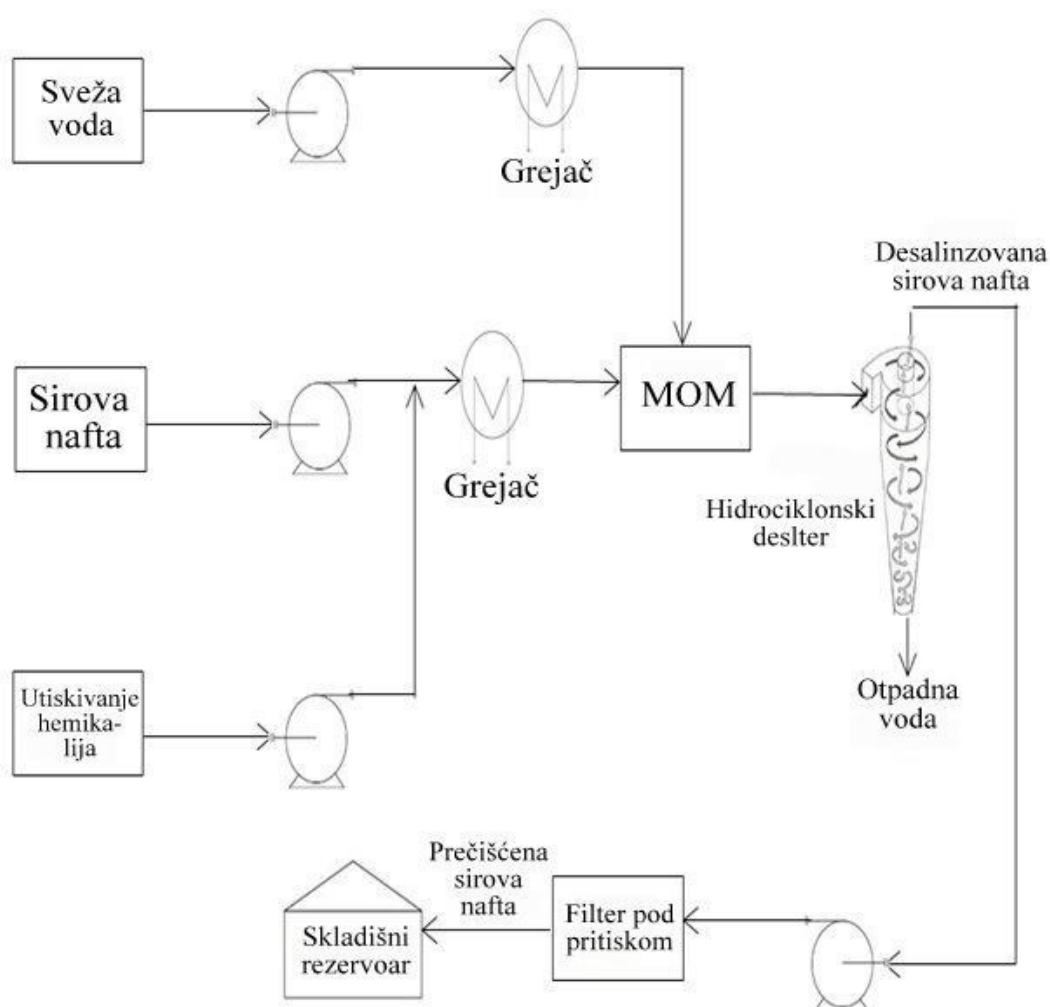 Sveža
voda
Grejač
Desalinzovana
sirova nafta
Sirova
nafta
Grejač
MOM
Hidrociklonski
deslter
Utiskivanje
hemika-
lija
Otpadna
voda
Prečišćena
sirova
nafta
Skladišni
rezervoar
Filter pod
pritiskom